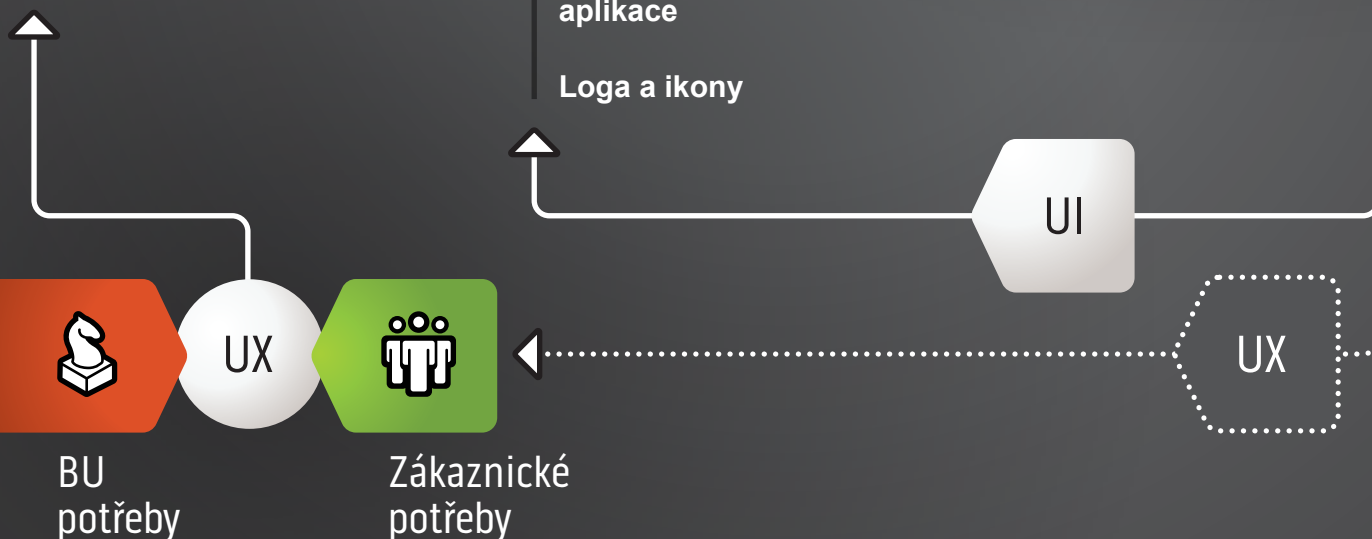 aplikace
Loga a ikony
UI
UX
UX
BU
potřeby
Zákaznické
potřeby